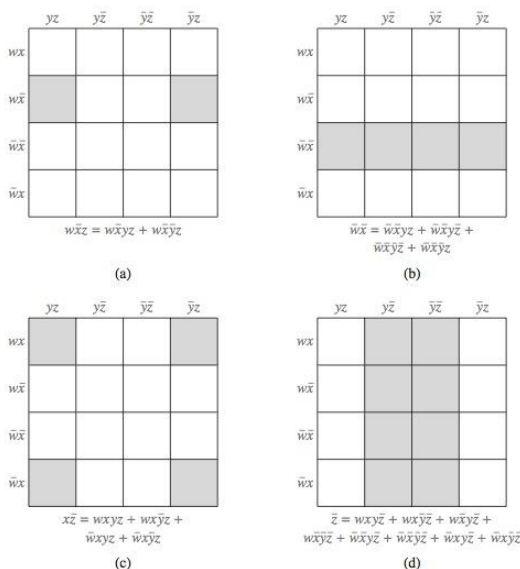 yz yz̄ ȳz̄ ȳz
wx
wx̄
w̄x̄
w̄x
wx̄z = wx̄yz + wx̄ȳz
(a)
yz yz̄ ȳz̄ ȳz
wx
wx̄
w̄x̄
w̄x
w̄x̄ = w̄x̄yz + w̄x̄yz̄ +
w̄x̄ȳz̄ + w̄x̄ȳz
(b)
yz yz̄ ȳz̄ ȳz
wx
wx̄
w̄x̄
w̄x
xz̄ = wxyz + wxȳz +
w̄xyz + w̄xȳz
(c)
yz yz̄ ȳz̄ ȳz
wx
wx̄
w̄x̄
w̄x
z̄ = wxyz̄ + wxȳz̄ + wx̄yz̄ +
wx̄ȳz̄ + w̄x̄yz̄ + w̄x̄ȳz̄ + w̄xyz̄ + w̄xȳz̄
(d)